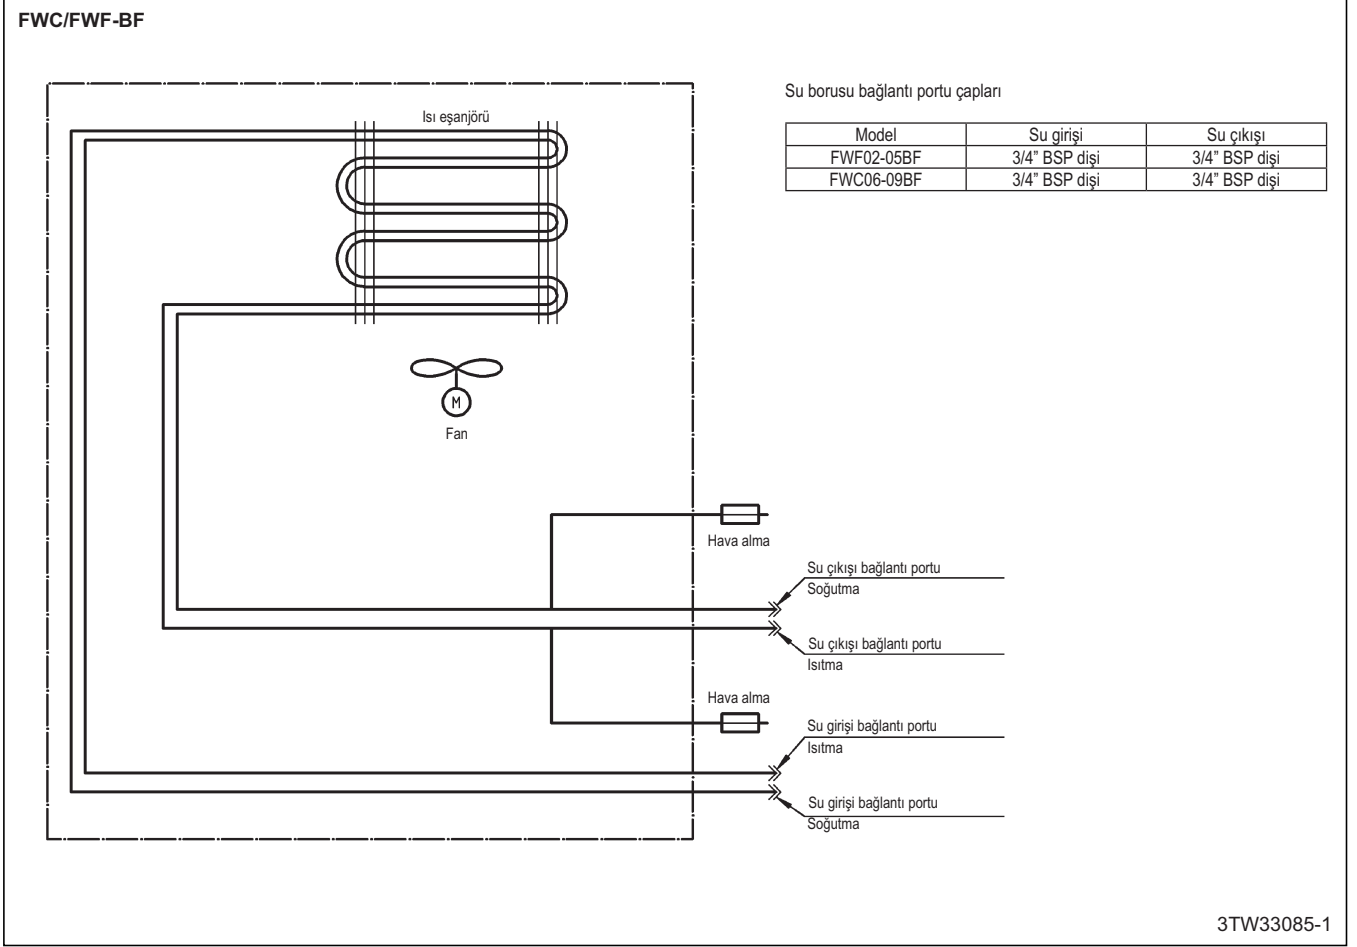 FWC/FWF-BF
Isı eşanjörü
M
Fan
Su borusu bağlantı portu çapları
Model Su girişi Su çıkışı
FWF02-05BF 3/4” BSP dişi 3/4” BSP dişi
FWC06-09BF 3/4” BSP dişi 3/4” BSP dişi
Hava alma
Su çıkışı bağlantı portu
Soğutma
Su çıkışı bağlantı portu
Isıtma
Hava alma
Su girişi bağlantı portu
Isıtma
Su girişi bağlantı portu
Soğutma
3TW33085-1